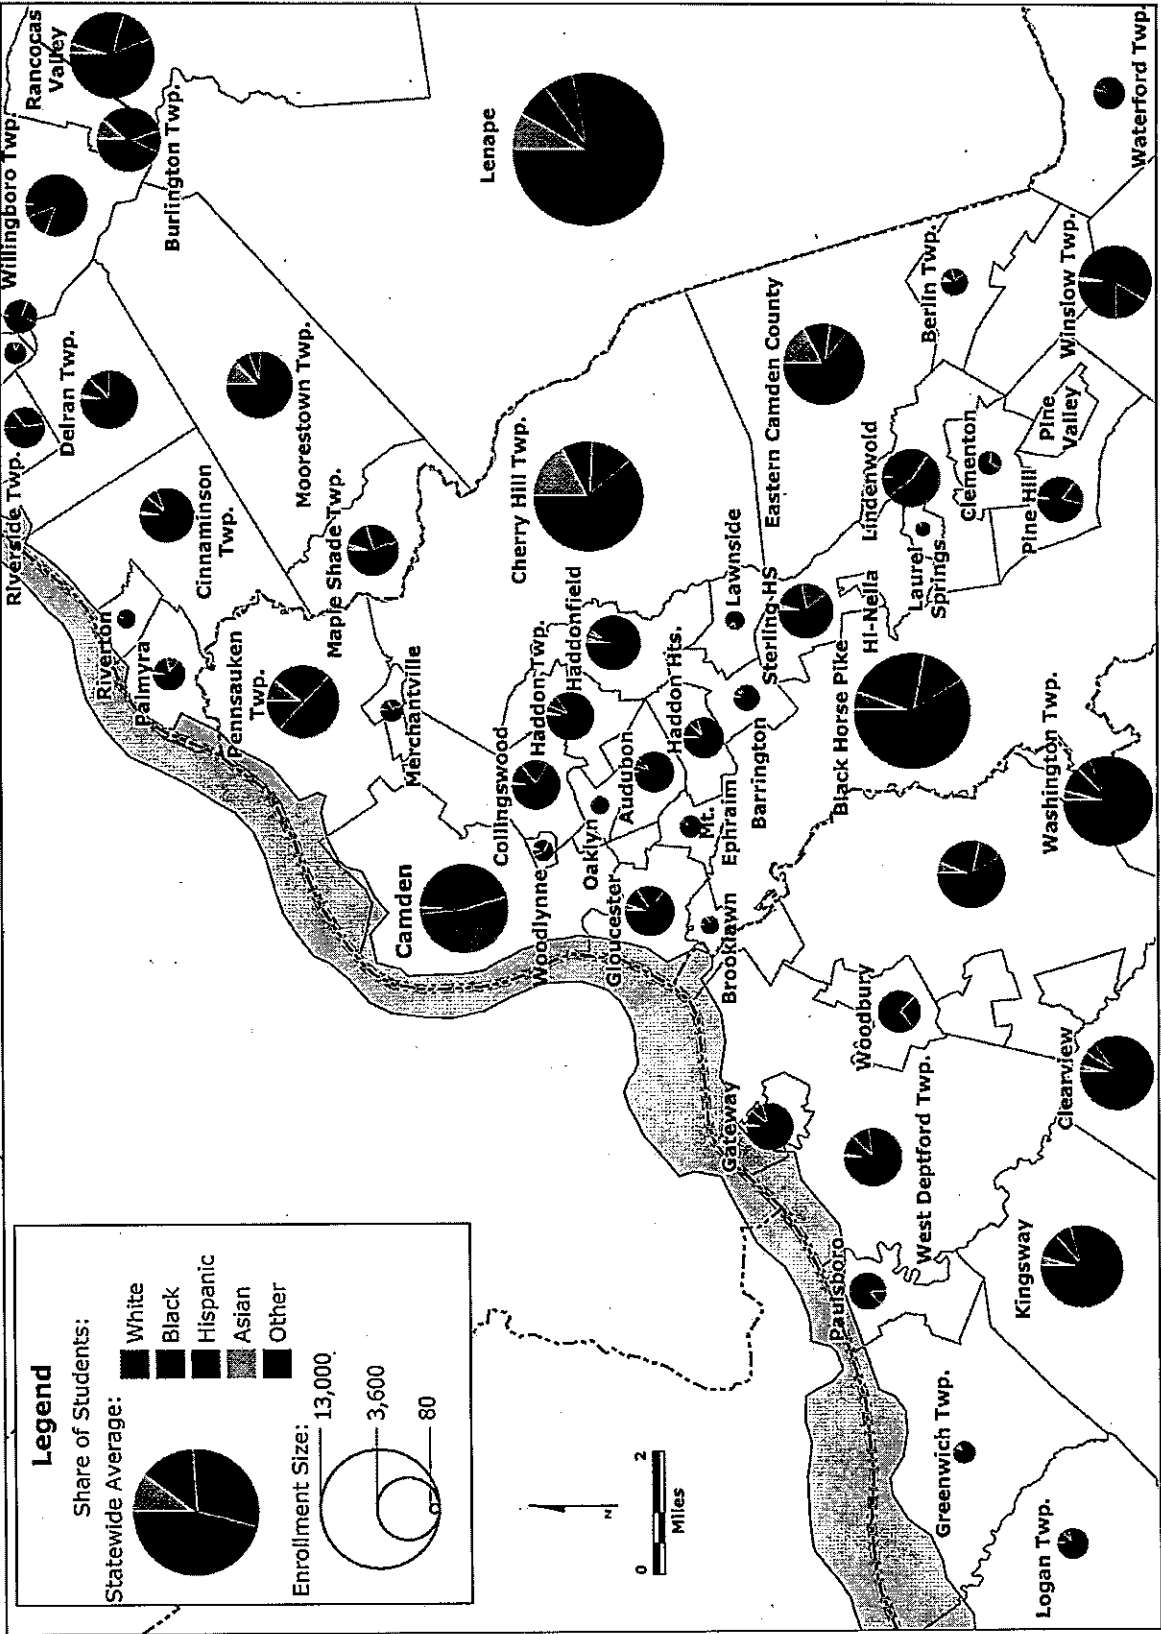 Legend
Share of Students:
Statewide Average:
White
Black
Hispanic
Asian
Other
Enrollment Size:
13,000
3,600
80
N
0 2
Miles
Riverside Twp.
Willingboro Twp.
Rancocas
Valley
Burlington Twp.
Delran Twp.
Cinnaminson
Twp.
Moorestown Twp.
Lenape
Riverton
Palmyra
Pennsauken
Twp.
Maple Shade Twp.
Merchantville
Cherry Hill Twp.
Camden
Collingswood
Haddon Twp.
Haddonfield
Woodlynne
Oaklyn
Audubon
Haddon Hts.
Lawnside
Eastern Camden County
Gloucester
Mt.
Ephraim
Barrington
Sterling HS
Brooklawn
Black Horse Pike
Hi-Nella
Lindenwold
Laurel
Springs
Clementon
Berlin Twp.
Pine Hill
Pine
Valley
Winslow Twp.
Waterford Twp.
Washington Twp.
Woodbury
Gateway
West Deptford Twp.
Clearview
Paulsboro
Kingsway
Greenwich Twp.
Logan Twp.